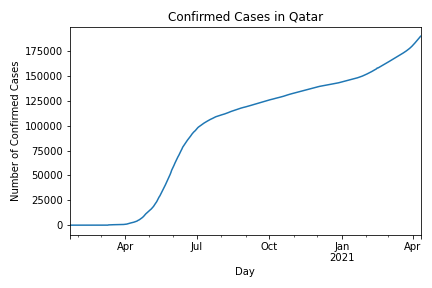 Confirmed Cases in Qatar
Number of Confirmed Cases
175000
150000
125000
100000
75000
50000
25000
0
Apr
Jul
Oct
Jan
2021
Apr
Day